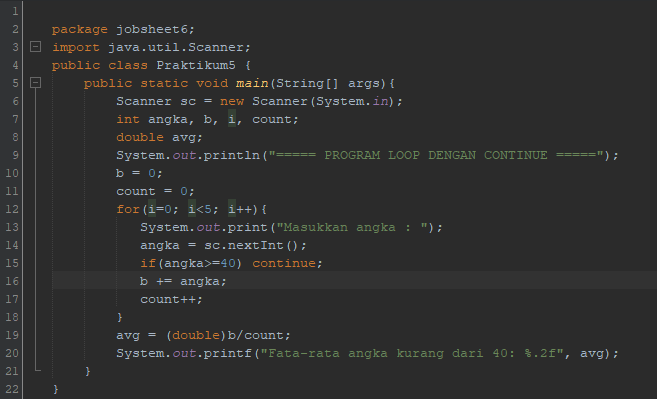 1
2 package jobsheet6;
3 import java.util.Scanner;
4 public class Praktikum5 {
5 public static void main(String[] args){
6 Scanner sc = new Scanner(System.in);
7 int angka, b, i, count;
8 double avg;
9 System.out.println("===== PROGRAM LOOP DENGAN CONTINUE =====");
10 b = 0;
11 count = 0;
12 for(i=0; i<5; i++){
13 System.out.print("Masukkan angka : ");
14 angka = sc.nextInt();
15 if(angka>=40) continue;
16 b += angka;
17 count++;
18 }
19 avg = (double)b/count;
20 System.out.printf("Fata-rata angka kurang dari 40: %.2f", avg);
21 }
22 }